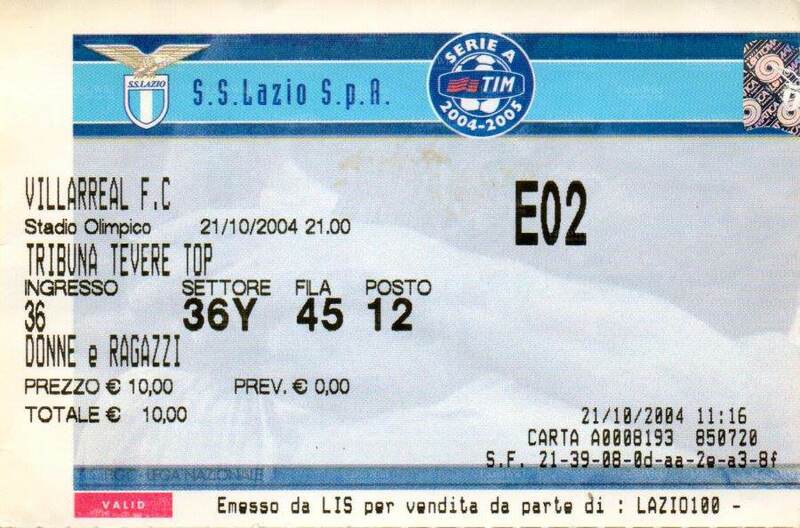 S.S.LAZIO
S.S.Lazio S.p.A.
SERIE A
TIM
2004-2005
VILLARREAL F.C
E02
Stadio Olimpico 21/10/2004 21.00
TRIBUNA TEVERE TOP
INGRESSO SETTORE FILA POSTO
36 36Y 45 12
DONNE e RAGAZZI
PREZZO € 10,00 PREV. € 0,00
TOTALE € 10,00
21/10/2004 11:16
CARTA A0008193 850720
S.F. 21-39-08-0d-aa-2e-a3-8f
LEGA NAZIONALE
VALID
Emesso da LIS per vendita da parte di : LAZIO100 -